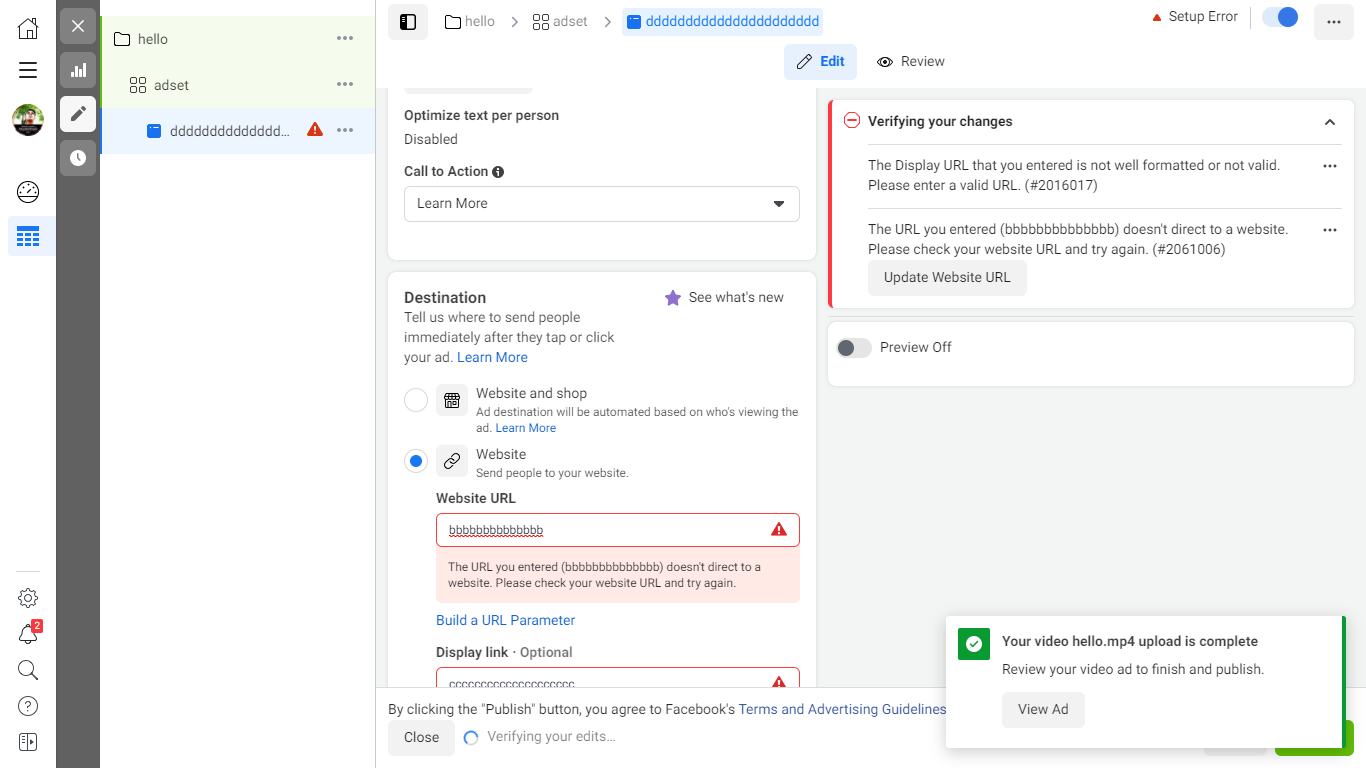 hello
adset
dddddddddddddd...
2
hello
adset
dddddddddddddddddddddd
Setup Error
Edit
Review
Optimize text per person
Disabled
Call to Action
Learn More
Destination
See what's new
Tell us where to send people
immediately after they tap or click
your ad. Learn More
Website and shop
Ad destination will be automated based on who's viewing the
ad. Learn More
Website
Send people to your website.
Website URL
bbbbbbbbbbbbbb
The URL you entered (bbbbbbbbbbbbbb) doesn't direct to a
website. Please check your website URL and try again.
Build a URL Parameter
Display link · Optional
cccccccccccccccccccc
Verifying your changes
The Display URL that you entered is not well formatted or not valid.
Please enter a valid URL. (#2016017)
The URL you entered (bbbbbbbbbbbbbb) doesn't direct to a website.
Please check your website URL and try again. (#2061006)
Update Website URL
Preview Off
By clicking the "Publish" button, you agree to Facebook's Terms and Advertising Guidelines
Close
Verifying your edits...
Your video hello.mp4 upload is complete
Review your video ad to finish and publish.
View Ad